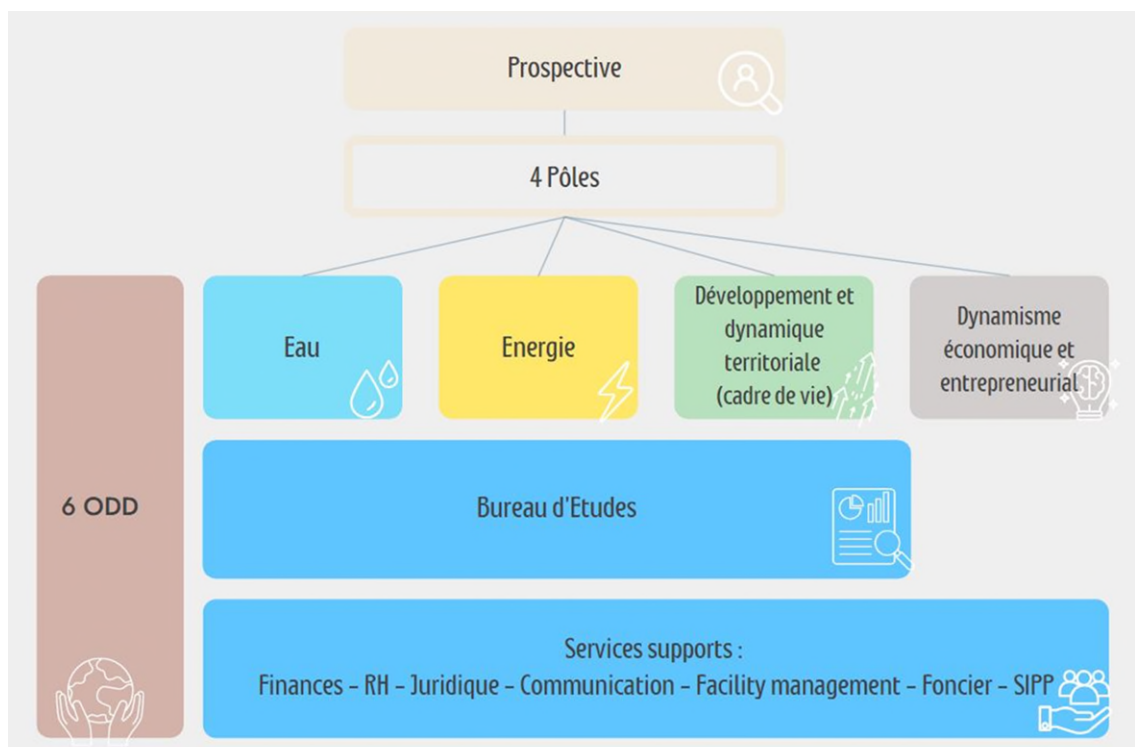 Prospective
4 Pôles
Eau
Energie
Développement et
dynamique
territoriale
(cadre de vie)
Dynamisme
économique et
entrepreneurial
6 ODD
Bureau d'Etudes
Services supports :
Finances – RH – Juridique – Communication – Facility management – Foncier – SIPP